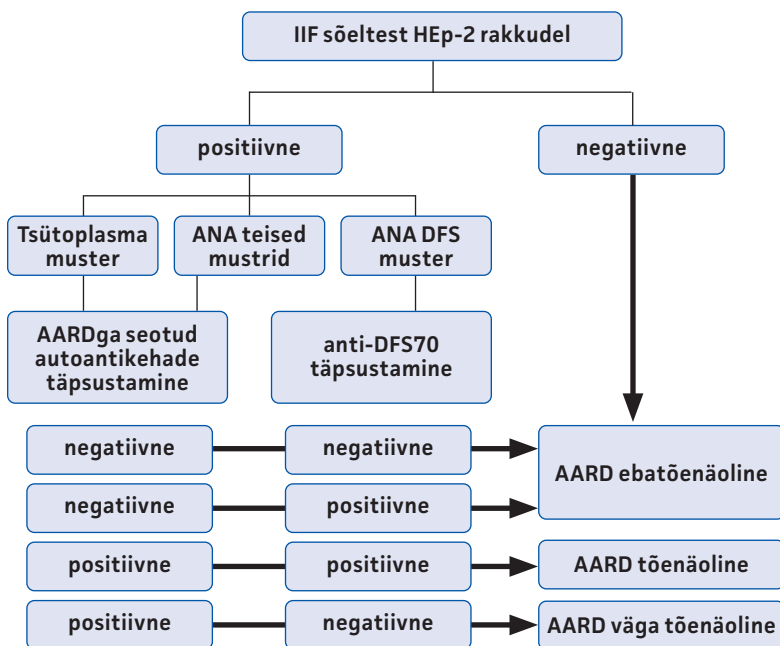 IIF sõeltest HEp-2 rakkudel
positiivne
negatiivne
Tsütoplasma
muster
ANA teised
mustrid
ANA DFS
muster
AARDga seotud
autoantikehade
täpsustamine
anti-DFS70
täpsustamine
negatiivne
negatiivne
AARD ebatõenäoline
negatiivne
positiivne
positiivne
positiivne
AARD tõenäoline
positiivne
negatiivne
AARD väga tõenäoline